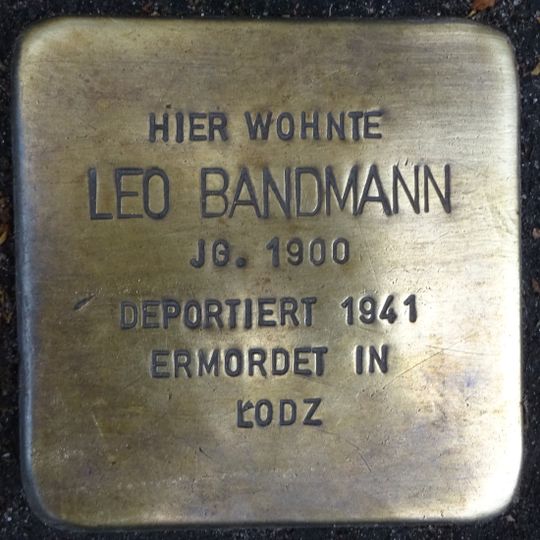 HIER WOHNTE
LEO BANDMANN
JG. 1900
DEPORTIERT 1941
ERMORDET IN
ŁODZ